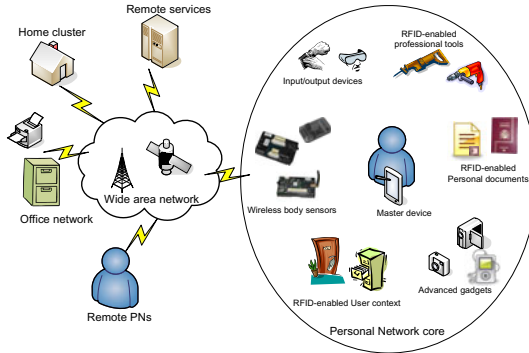 Remote services
Home cluster
RFID-enabled
professional tools
Input/output devices
RFID-enabled
Personal documents
Wide area network
Office network
Wireless body sensors
Master device
Remote PNs
RFID-enabled User context
Advanced gadgets
Personal Network core